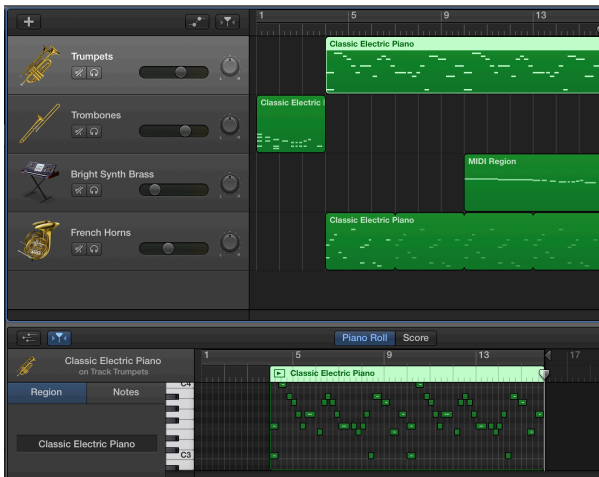 1 5 9 13
Trumpets
Classic Electric Piano
Trombones
Classic Electric
Bright Synth Brass
MIDI Region
French Horns
Classic Electric Piano
Piano Roll Score
Classic Electric Piano
on Track Trumpets
1 5 9 13 17
Classic Electric Piano
Region Notes
C4
Classic Electric Piano
C3